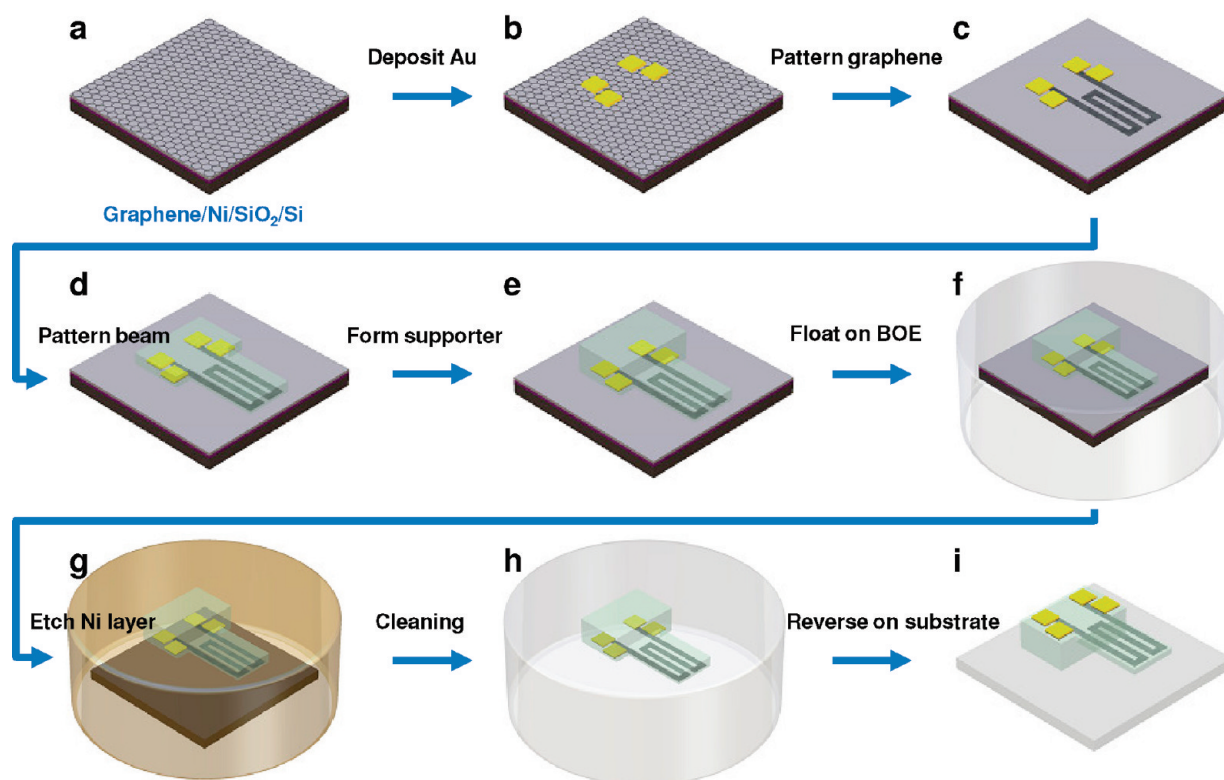 a
Deposit Au
b
Pattern graphene
c
Graphene/Ni/SiO₂/Si
d
Pattern beam
e
Form supporter
f
Float on BOE
g
Etch Ni layer
h
Cleaning
i
Reverse on substrate